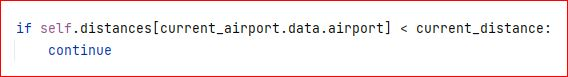 if self.distances[current_airport.data.airport] < current_distance:
    continue